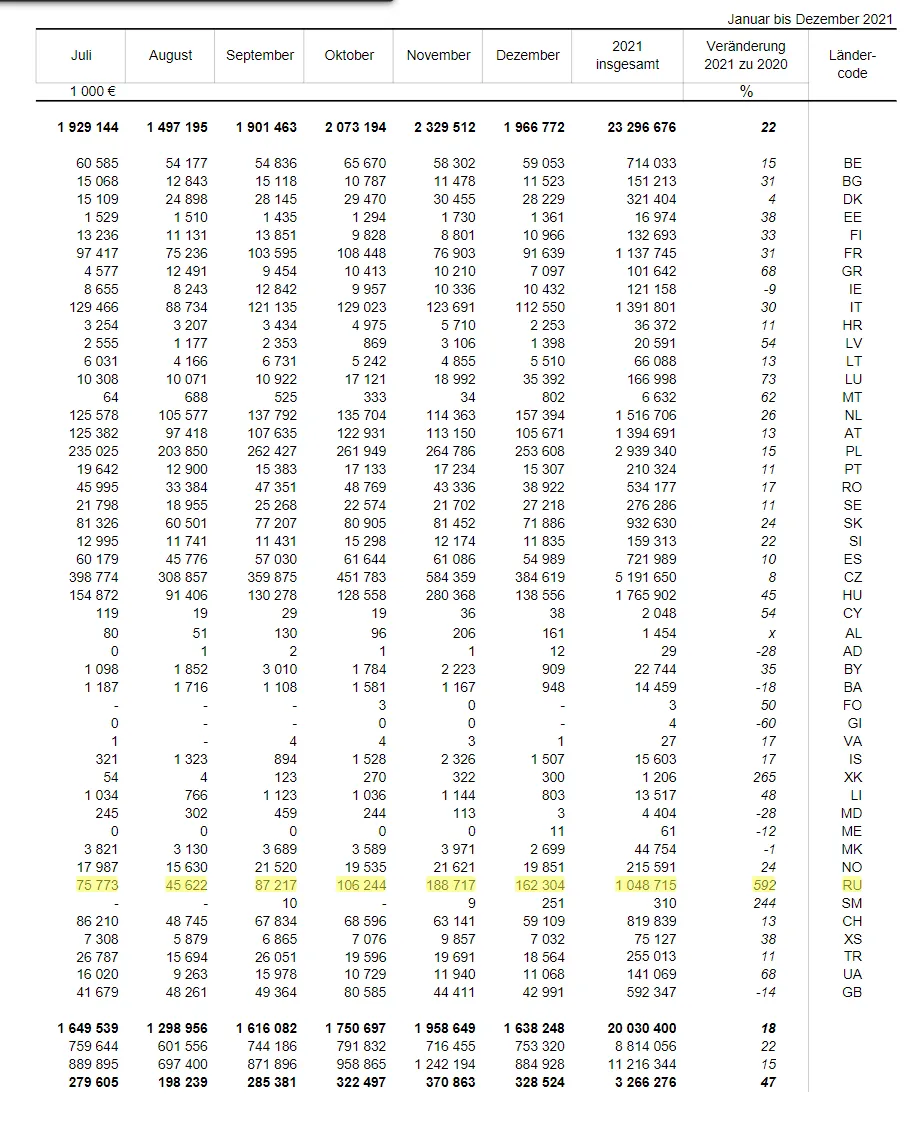 Januar bis Dezember 2021
Juli August September Oktober November Dezember 2021 insgesamt Veränderung 2021 zu 2020 Länder-code
1 000 € %
1 929 144 1 497 195 1 901 463 2 073 194 2 329 512 1 966 772 23 296 676 22
60 585 54 177 54 836 65 670 58 302 59 053 714 033 15 BE
15 068 12 843 15 118 10 787 11 478 11 523 151 213 31 BG
15 109 24 898 28 145 29 470 30 455 28 229 321 404 4 DK
1 529 1 510 1 435 1 294 1 730 1 361 16 974 38 EE
13 236 11 131 13 851 9 828 8 801 10 966 132 693 33 FI
97 417 75 236 103 595 108 448 76 903 91 639 1 137 745 31 FR
4 577 12 491 9 454 10 413 10 210 7 097 101 642 68 GR
8 655 8 243 12 842 9 957 10 336 10 432 121 158 -9 IE
129 466 88 734 121 135 129 023 123 691 112 550 1 391 801 30 IT
3 254 3 207 3 434 4 975 5 710 2 253 36 372 11 HR
2 555 1 177 2 353 869 3 106 1 398 20 591 54 LV
6 031 4 166 6 731 5 242 4 855 5 510 66 088 13 LT
10 308 10 071 10 922 17 121 18 992 35 392 166 998 73 LU
64 688 525 333 34 802 6 632 62 MT
125 578 105 577 137 792 135 704 114 363 157 394 1 516 706 26 NL
125 382 97 418 107 635 122 931 113 150 105 671 1 394 691 13 AT
235 025 203 850 262 427 261 949 264 786 253 608 2 939 340 15 PL
19 642 12 900 15 383 17 133 17 234 15 307 210 324 11 PT
45 995 33 384 47 351 48 769 43 336 38 922 534 177 17 RO
21 798 18 955 25 268 22 574 21 702 27 218 276 286 11 SE
81 326 60 501 77 207 80 905 81 452 71 886 932 630 24 SK
12 995 11 741 11 431 15 298 12 174 11 835 159 313 22 SI
60 179 45 776 57 030 61 644 61 086 54 989 721 989 10 ES
398 774 308 857 359 875 451 783 584 359 384 619 5 191 650 8 CZ
154 872 91 406 130 278 128 558 280 368 138 556 1 765 902 45 HU
119 19 29 19 36 38 2 048 54 CY
80 51 130 96 206 161 1 454 x AL
0 1 2 1 1 12 29 -28 AD
1 098 1 852 3 010 1 784 2 223 909 22 744 35 BY
1 187 1 716 1 108 1 581 1 167 948 14 459 -18 BA
- - - 3 0 - 3 50 FO
0 - - 0 0 - 4 -60 GI
1 - 4 4 3 1 27 17 VA
321 1 323 894 1 528 2 326 1 507 15 603 17 IS
54 4 123 270 322 300 1 206 265 XK
1 034 766 1 123 1 036 1 144 803 13 517 48 LI
245 302 459 244 113 3 4 404 -28 MD
0 0 0 0 0 11 61 -12 ME
3 821 3 130 3 689 3 589 3 971 2 699 44 754 -1 MK
17 987 15 630 21 520 19 535 21 621 19 851 215 591 24 NO
75 773 45 622 87 217 106 244 188 717 162 304 1 048 715 592 RU
- - 10 - 9 251 310 244 SM
86 210 48 745 67 834 68 596 63 141 59 109 819 839 13 CH
7 308 5 879 6 865 7 076 9 857 7 032 75 127 38 XS
26 787 15 694 26 051 19 596 19 691 18 564 255 013 11 TR
16 020 9 263 15 978 10 729 11 940 11 068 141 069 68 UA
41 679 48 261 49 364 80 585 44 411 42 991 592 347 -14 GB
1 649 539 1 298 956 1 616 082 1 750 697 1 958 649 1 638 248 20 030 400 18
759 644 601 556 744 186 791 832 716 455 753 320 8 814 056 22
889 895 697 400 871 896 958 865 1 242 194 884 928 11 216 344 15
279 605 198 239 285 381 322 497 370 863 328 524 3 266 276 47